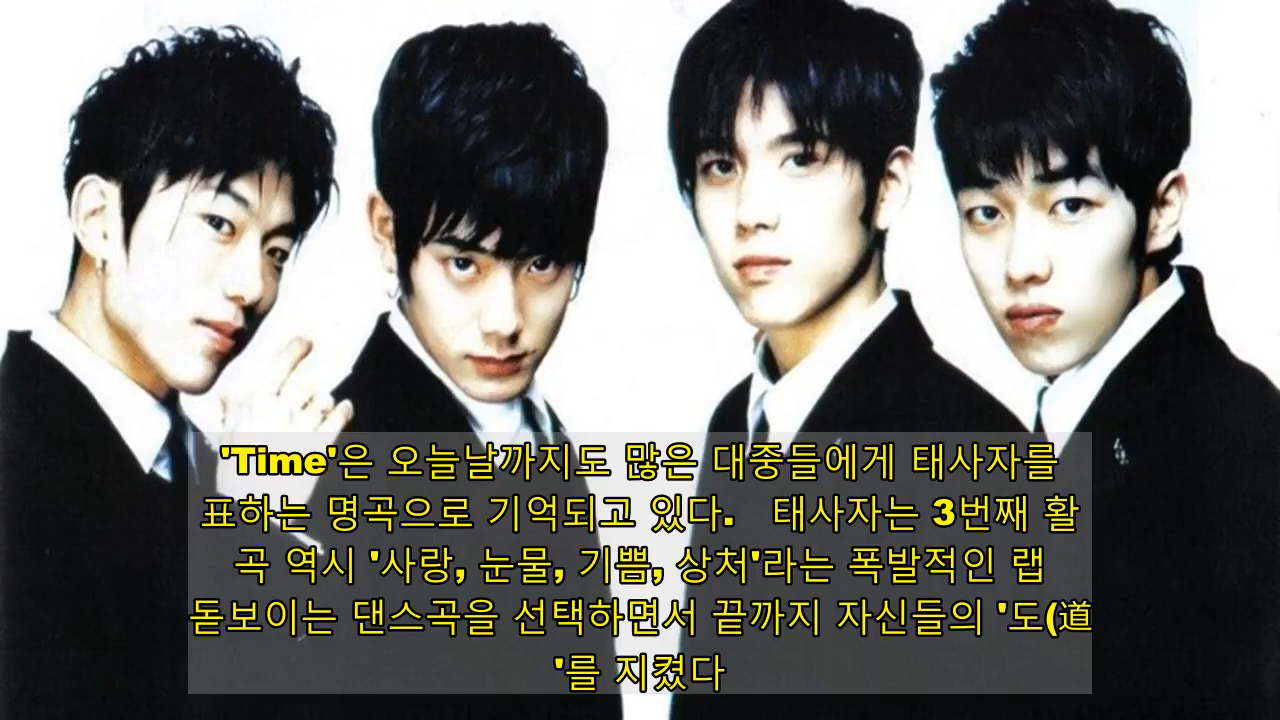 'Time'은 오늘날까지도 많은 대중들에게 태사자를
표하는 명곡으로 기억되고 있다. 태사자는 3번째 활
곡 역시 '사랑, 눈물, 기쁨, 상처'라는 폭발적인 랩
돋보이는 댄스곡을 선택하면서 끝까지 자신들의 '도(道
'를 지켰다